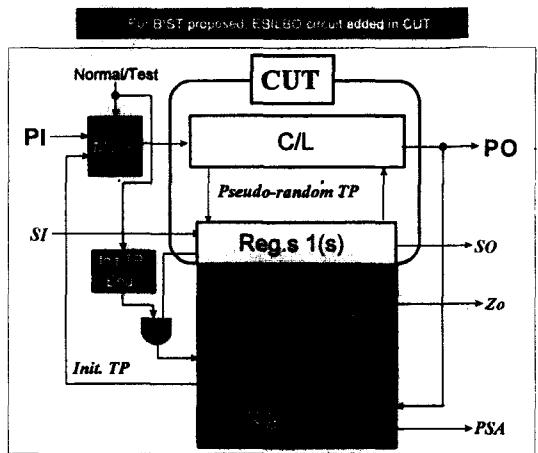 For BIST proposed, EBILBO circuit added in CUT
Normal/Test
CUT
PI
C/L
PO
Pseudo-random TP
SI
Reg.s 1(s)
SO
Zo
Init. TP
PSA